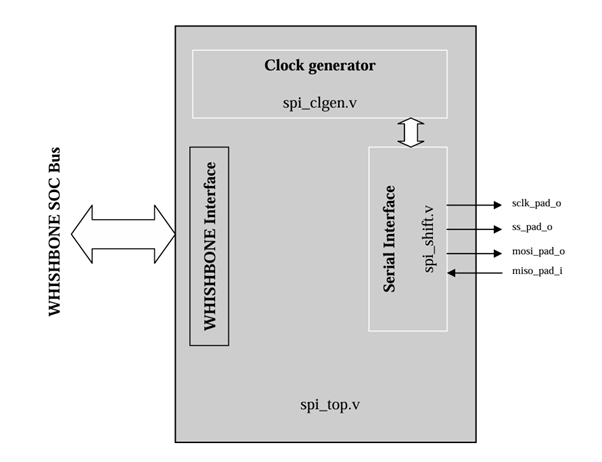 Clock generator
spi_clgen.v
WHISHBONE SOC Bus
WHISHBONE Interface
Serial Interface
spi_shift.v
sclk_pad_o
ss_pad_o
mosi_pad_o
miso_pad_i
spi_top.v